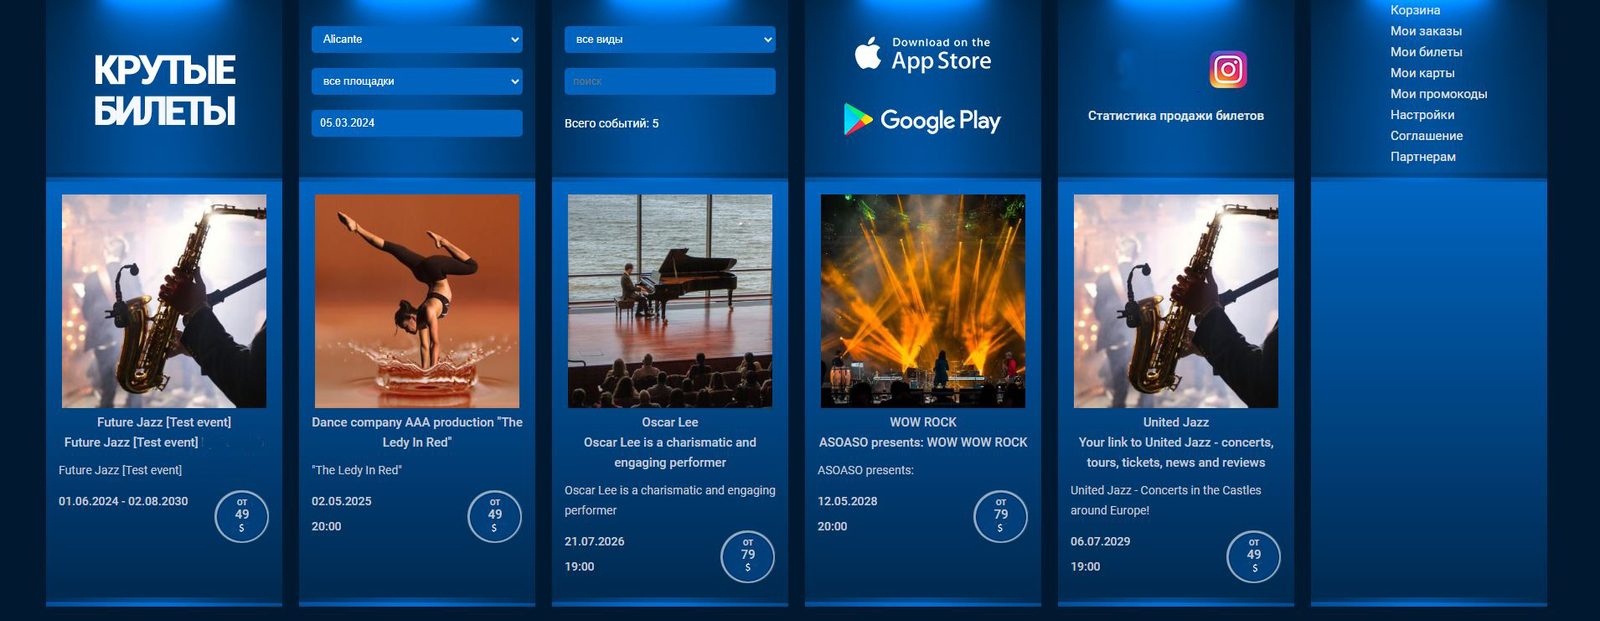 КРУТЫЕ
БИЛЕТЫ
Alicante
все площадки
05.03.2024
все виды
поиск
Всего событий: 5
Download on the
App Store
Google Play
Статистика продажи билетов
Корзина
Мои заказы
Мои билеты
Мои карты
Мои промокоды
Настройки
Соглашение
Партнерам
Future Jazz [Test event]
Future Jazz [Test event]
Future Jazz [Test event]
01.06.2024 - 02.08.2030
от
49
$
Dance company AAA production "The
Ledy In Red"
"The Ledy In Red"
02.05.2025
20:00
от
49
$
Oscar Lee
Oscar Lee is a charismatic and
engaging performer
Oscar Lee is a charismatic and engaging
performer
21.07.2026
19:00
от
79
$
WOW ROCK
ASOASO presents: WOW WOW ROCK
ASOASO presents:
12.05.2028
20:00
от
79
$
United Jazz
Your link to United Jazz - concerts,
tours, tickets, news and reviews
United Jazz - Concerts in the Castles
around Europe!
06.07.2029
19:00
от
49
$